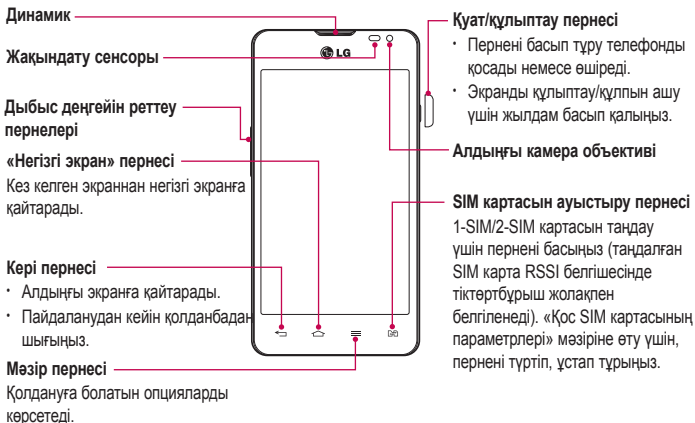 Динамик
Жақындату сенсоры
Дыбыс деңгейін реттеу
пернелері
«Негізгі экран» пернесі
Кез келген экраннан негізгі экранға
қайтарады.
Кері пернесі
• Алдыңғы экранға қайтарады.
• Пайдаланудан кейін қолданбадан
шығыңыз.
Мәзір пернесі
Қолдануға болатын опцияларды
көрсетеді.
LG
Қуат/құлыптау пернесі
• Пернені басып тұру телефонды
қосады немесе өшіреді.
• Экранды құлыптау/құлпын ашу
үшін жылдам басып қалыңыз.
Алдыңғы камера объективі
SIM картасын ауыстыру пернесі
1-SIM/2-SIM картасын таңдау
үшін пернені басыңыз (таңдалған
SIM карта RSSI белгішесінде
тіктөртбұрыш жолақпен
белгіленеді). «Қос SIM картасының
параметрлері» мәзіріне өту үшін,
пернені түртіп, ұстап тұрыңыз.